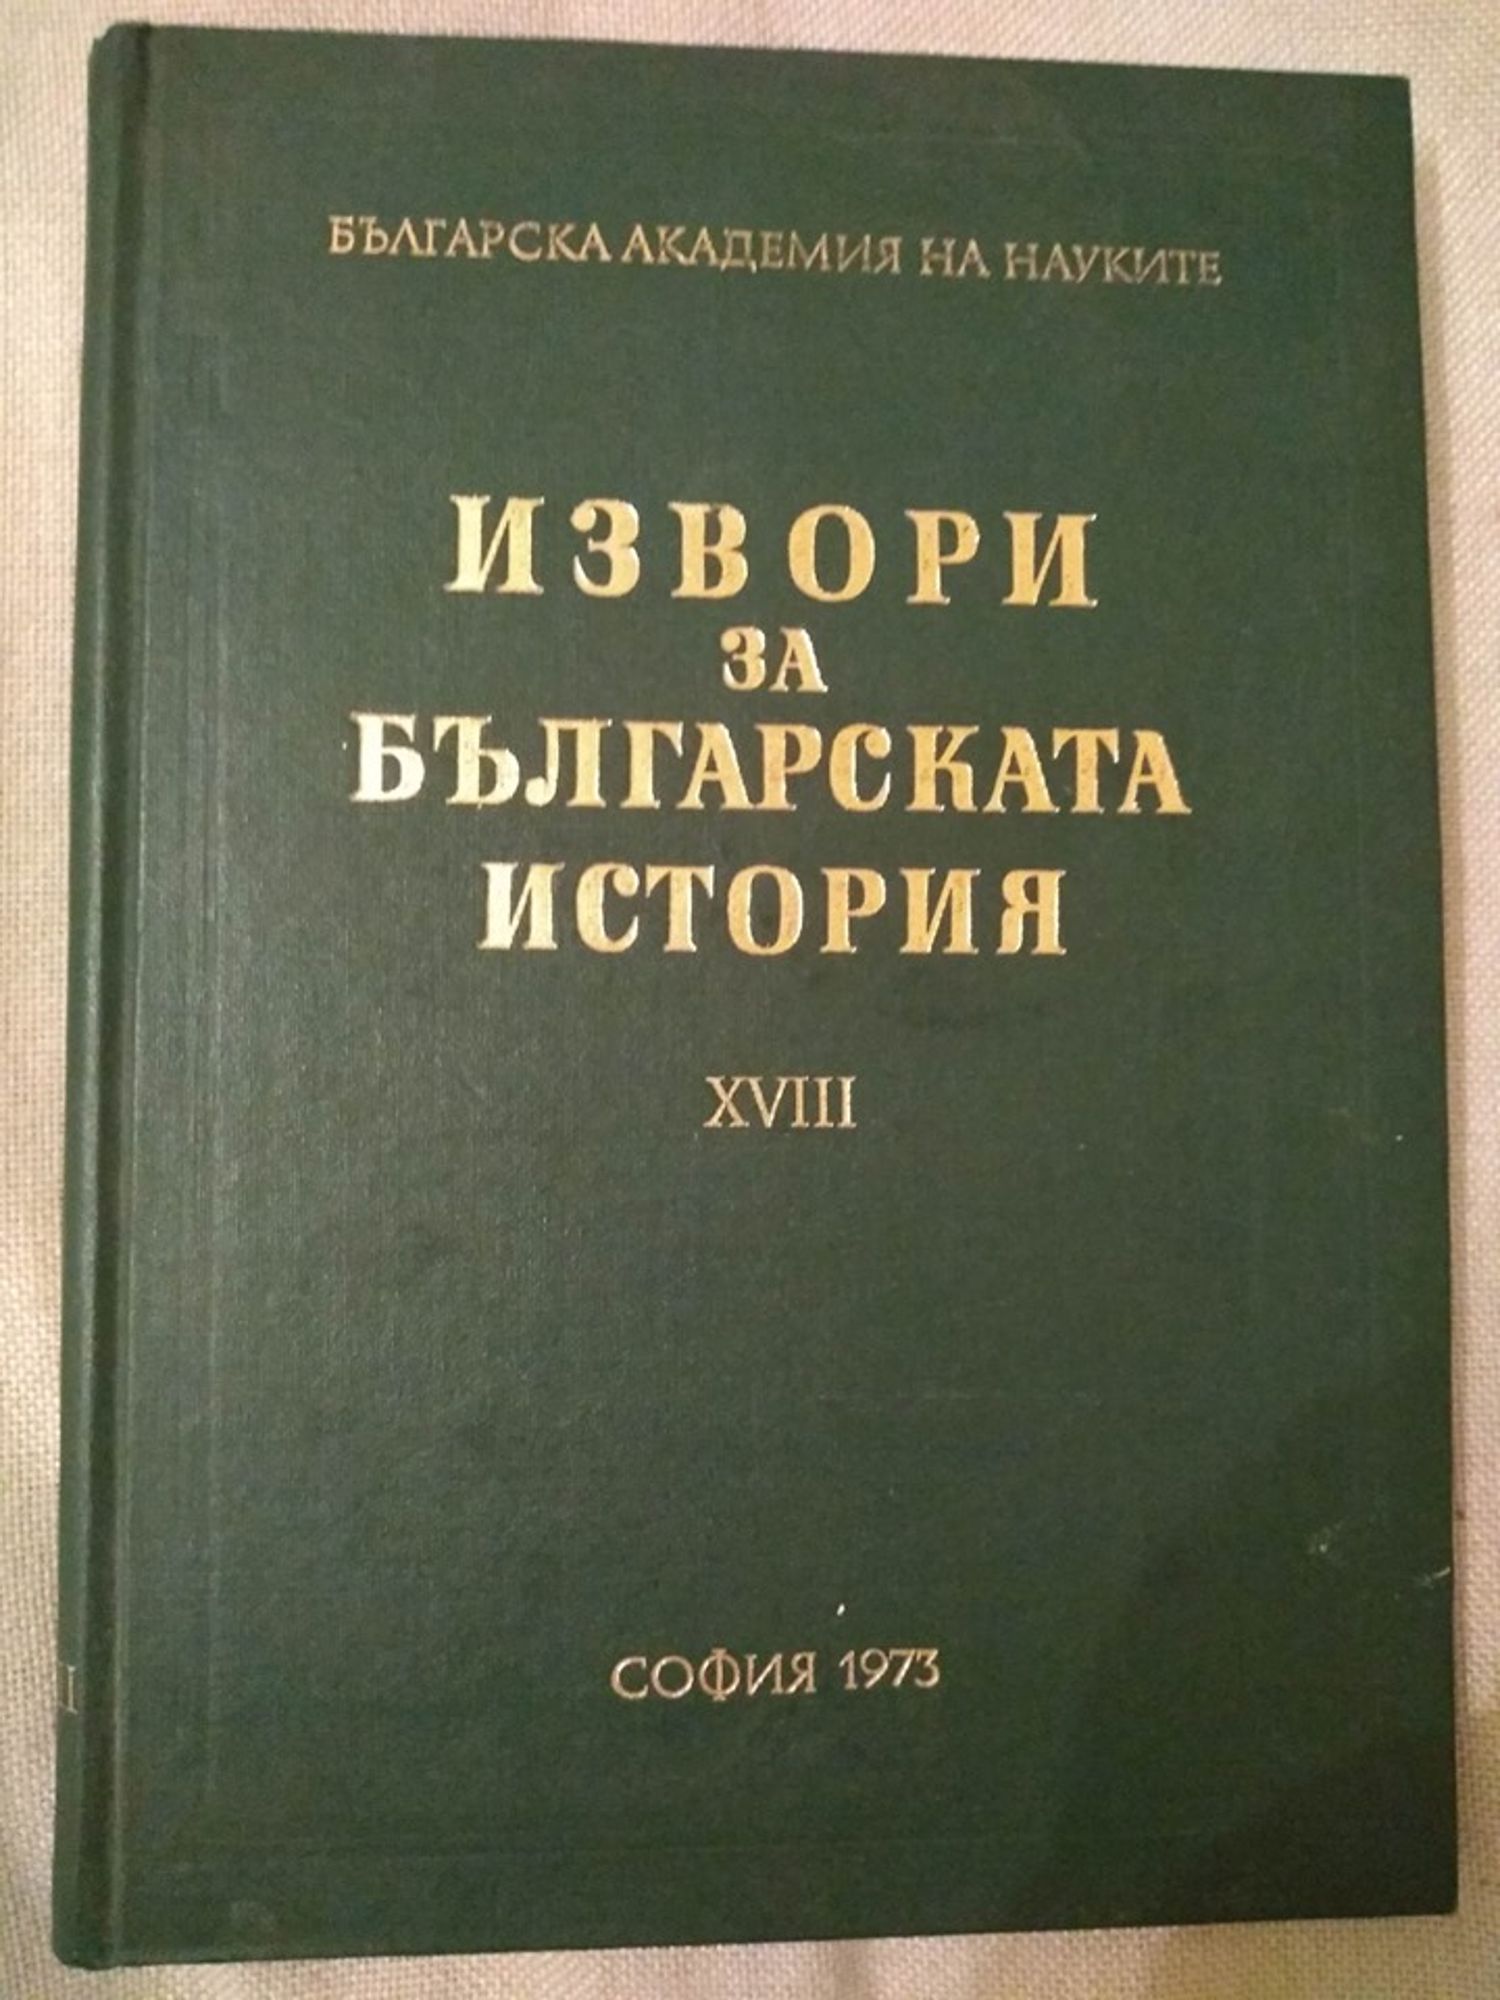 БЪЛГАРСКА АКАДЕМИЯ НА НАУКИТЕ
ИЗВОРИ
ЗА
БЪЛГАРСКАТА
ИСТОРИЯ
XVIII
СОФИЯ 1973
I